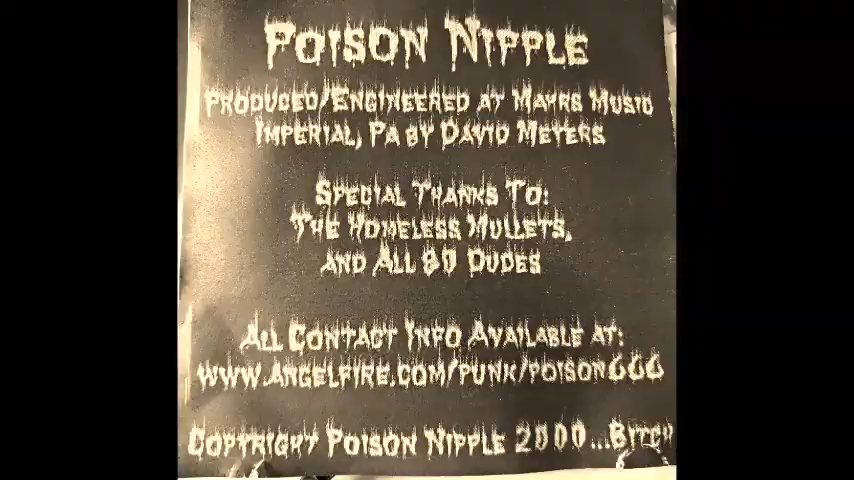 Poison Nipple
Produced/Engineered at Mahrs Music
Imperial, Pa by David Meyers
Special Thanks To:
The Homeless Mullets,
and All 80 Dudes
All Contact Info Available at:
www.angelfire.com/punk/poison666
Copyright Poison Nipple 2000...Bitch